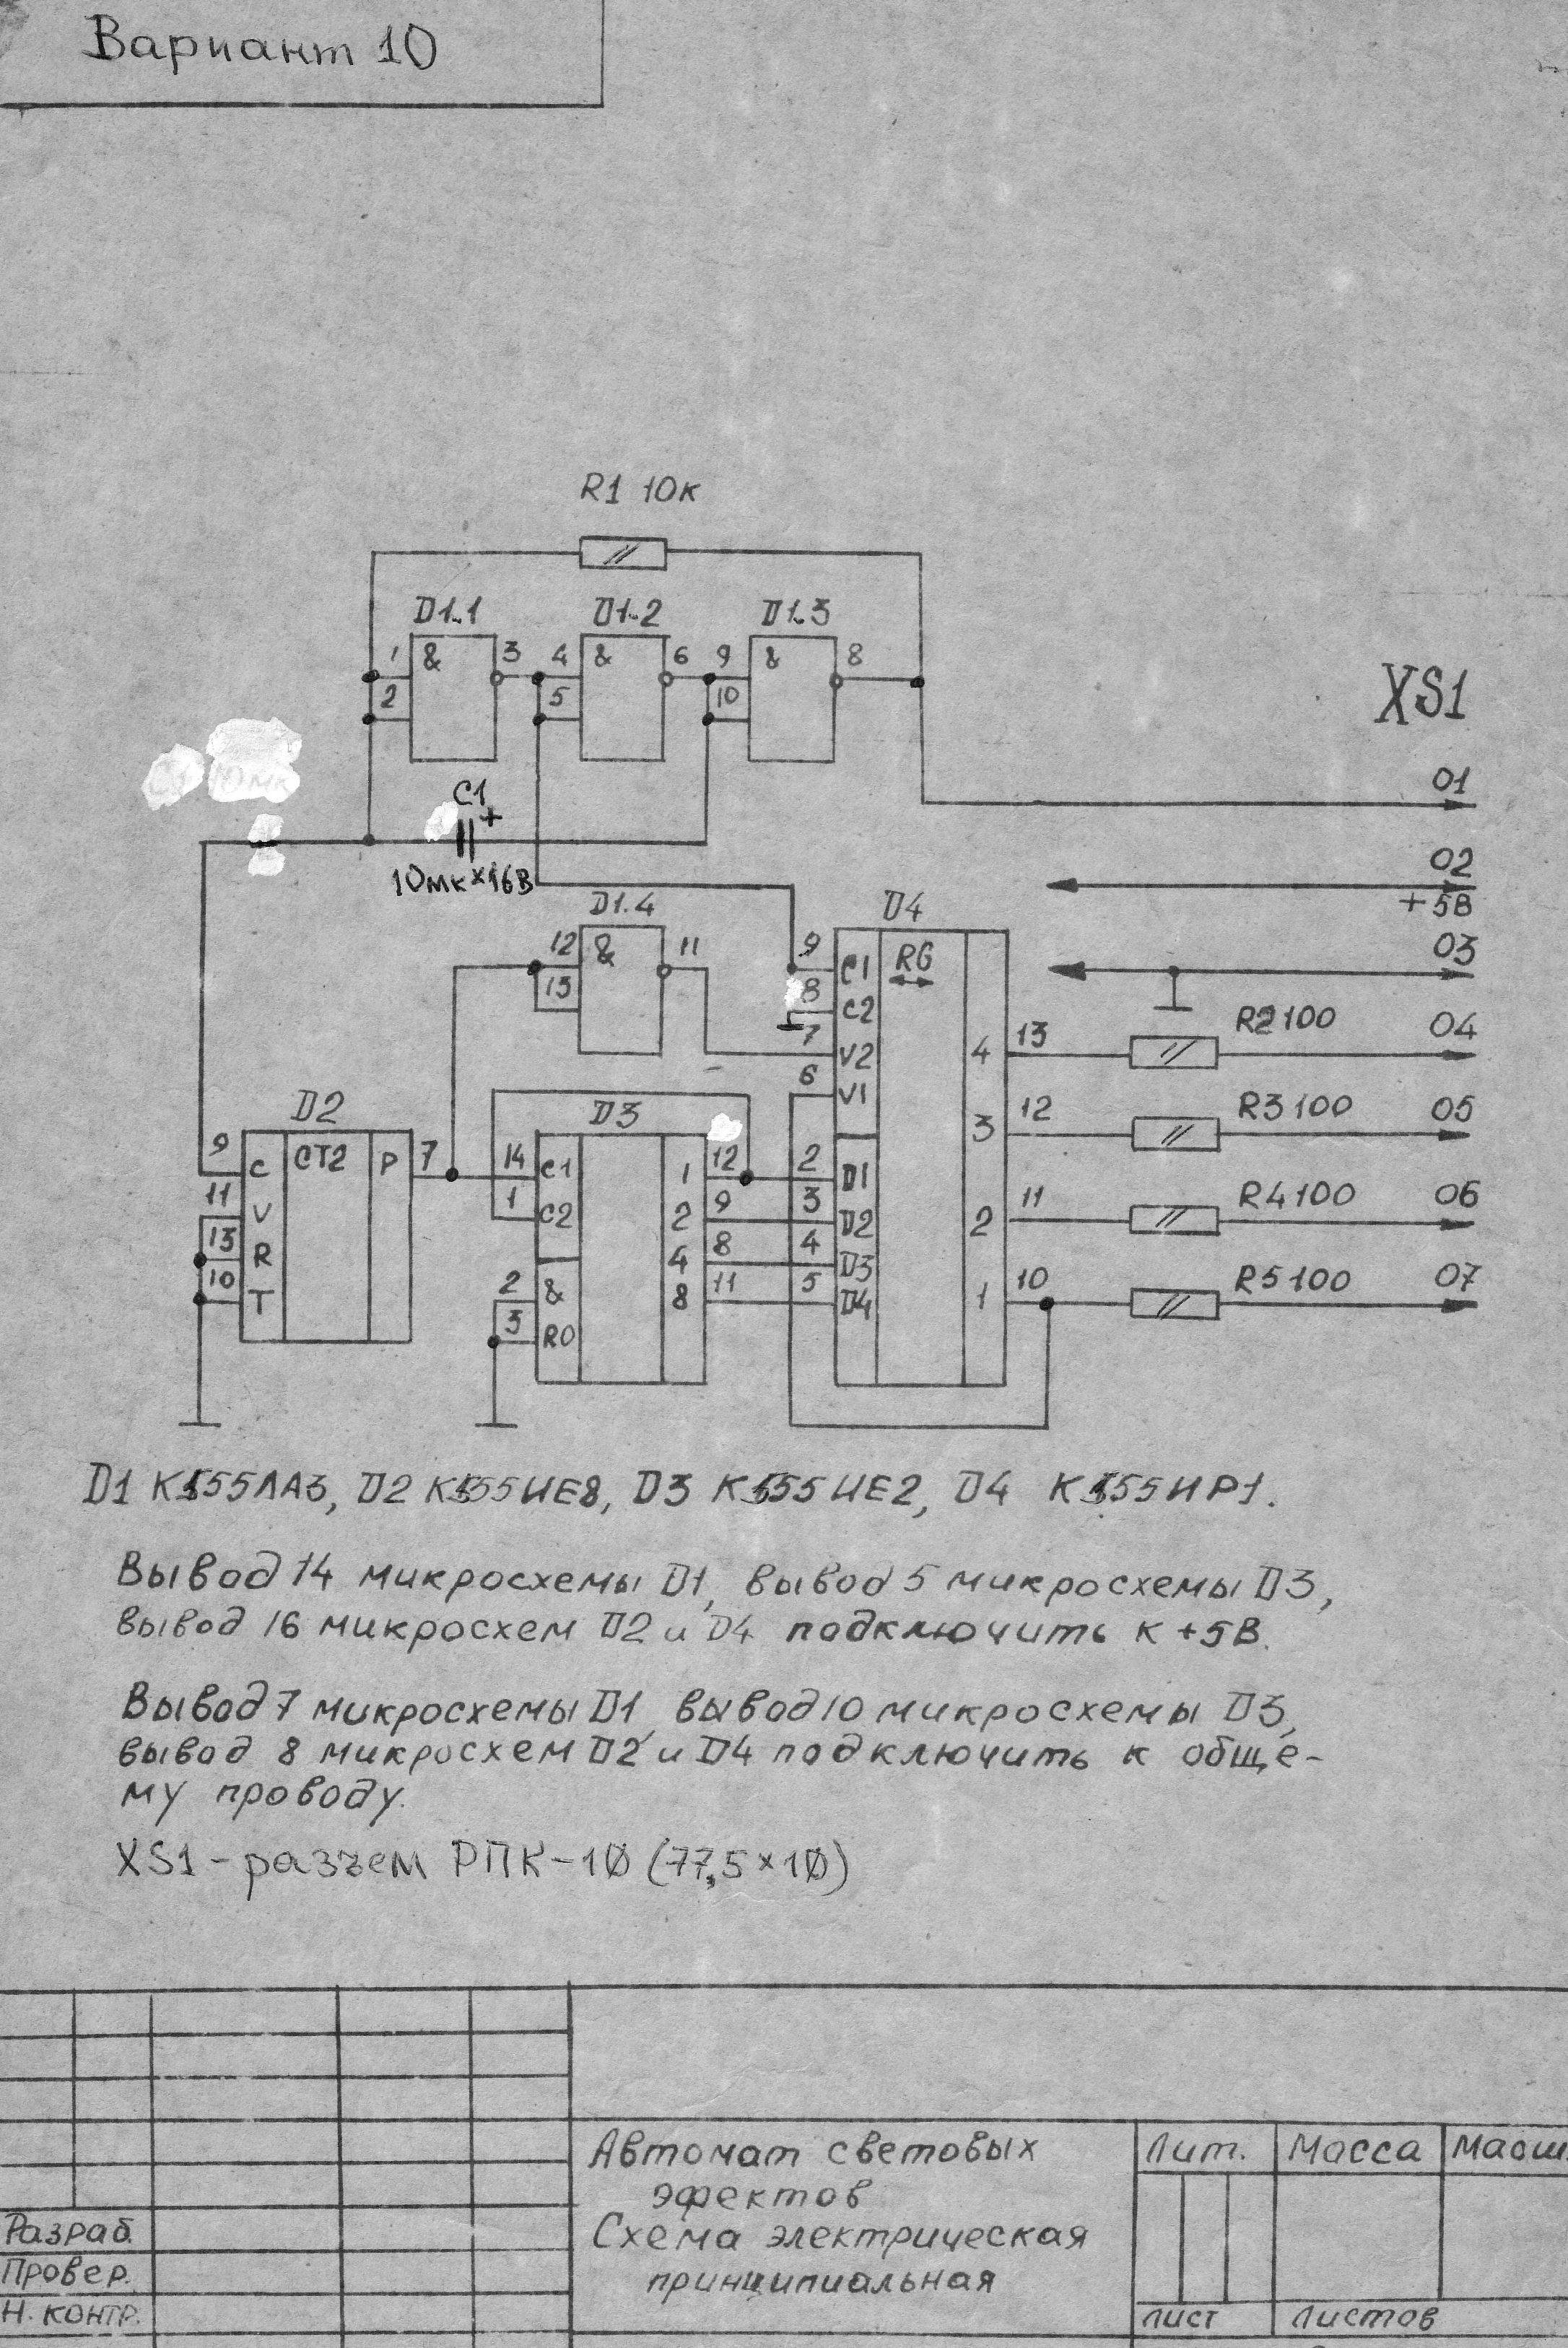 Вариант 10
R1 10к
D1.1
D1.2
D1.3
1 & 3 4 & 6 9 & 8
2 5 10
XS1
01
C1
+
10мк×16В
02
+5В
D1.4
D4
12 & 11
13
9 C1 RG
8 C2
7 V2
6 V1
03
4 13 R2 100 04
3 12 R3 100 05
2 11 R4 100 06
1 10 R5 100 07
D2
9 C CT2 P 7
11 V
13 R
10 T
D3
14 C1 1 12 2 D1
1 C2 2 9 3 D2
4 8 4 D3
2 & 8 11 5 D4
3 R0
D1 К155ЛА3, D2 К155ИЕ8, D3 К155ИЕ2, D4 К155ИР1.
Вывод 14 микросхемы D1, вывод 5 микросхемы D3,
вывод 16 микросхем D2 и D4 подключить к +5В.
Вывод 7 микросхемы D1, вывод 10 микросхемы D3,
вывод 8 микросхем D2 и D4 подключить к обще-
му проводу.
XS1 - разъем РПК-10 (77,5×10)
Автомат световых
эфектов
Схема электрическая
принципиальная
Лит. Масса Масш.
Разраб.
Провер.
Н. контр.
лист листов